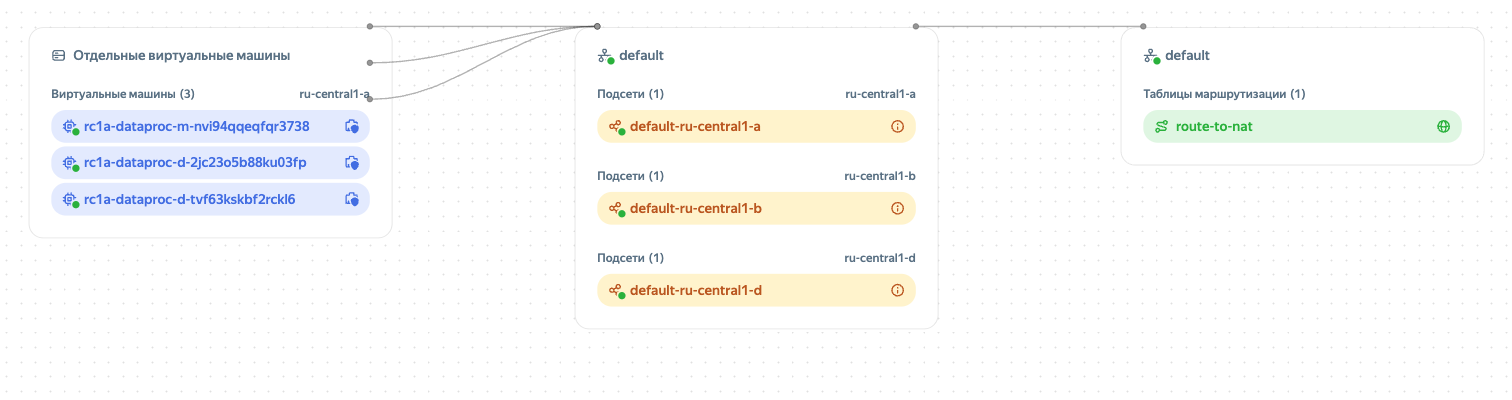 Отдельные виртуальные машины
Виртуальные машины (3) ru-central1-a
rc1a-dataproc-m-nvi94qqeqfqr3738
rc1a-dataproc-d-2jc23o5b88ku03fp
rc1a-dataproc-d-tvf63kskbf2rckl6
default
Подсети (1) ru-central1-a
default-ru-central1-a
Подсети (1) ru-central1-b
default-ru-central1-b
Подсети (1) ru-central1-d
default-ru-central1-d
default
Таблицы маршрутизации (1)
route-to-nat